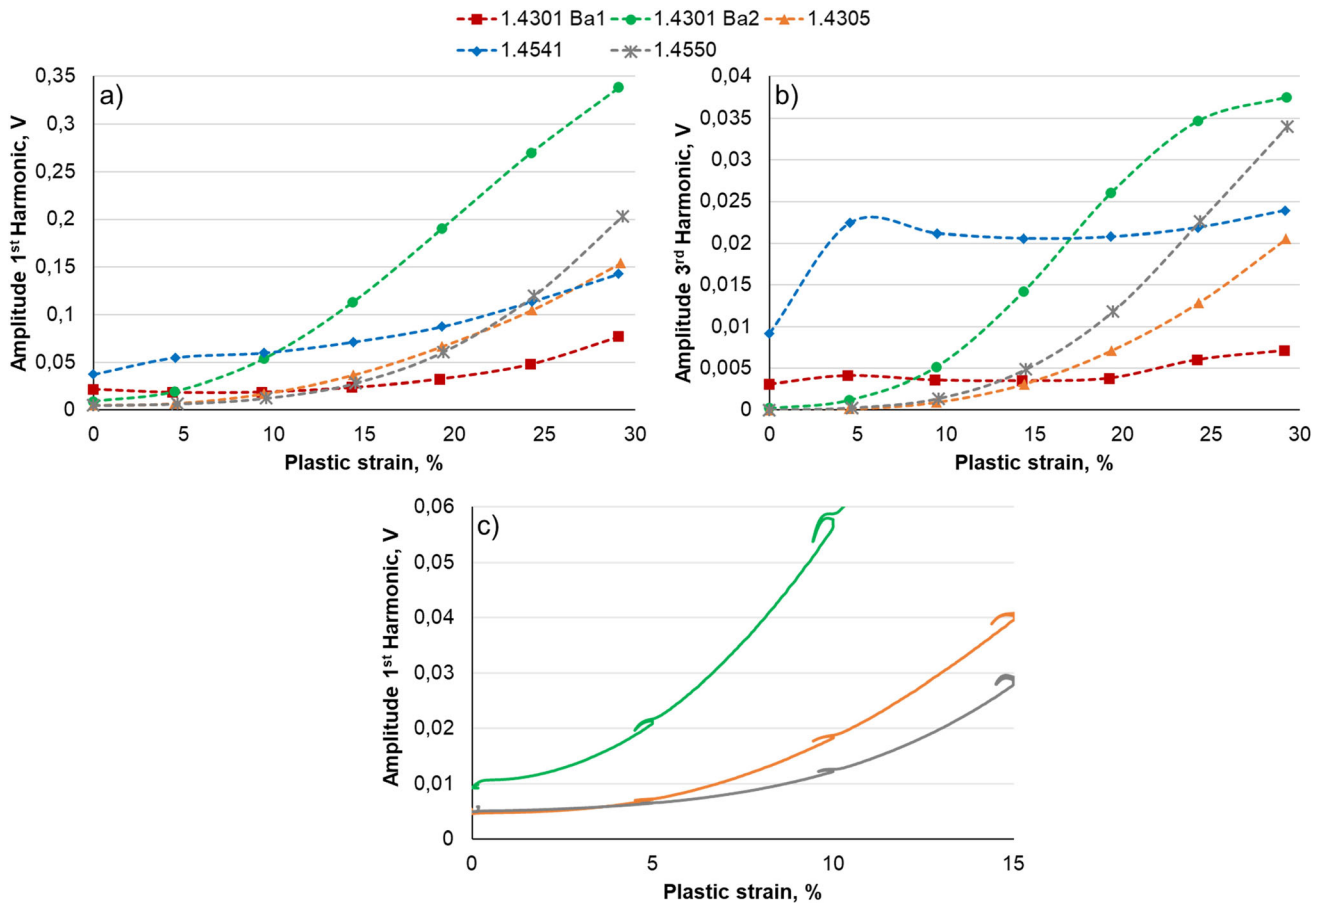 1.4301 Ba1 1.4301 Ba2 1.4305
1.4541 1.4550
a)
Amplitude 1st Harmonic, V
0,35
0,3
0,25
0,2
0,15
0,1
0,05
0
0 5 10 15 20 25 30
Plastic strain, %
b)
Amplitude 3rd Harmonic, V
0,04
0,035
0,03
0,025
0,02
0,015
0,01
0,005
0
0 5 10 15 20 25 30
Plastic strain, %
c)
Amplitude 1st Harmonic, V
0,06
0,05
0,04
0,03
0,02
0,01
0
0 5 10 15
Plastic strain, %